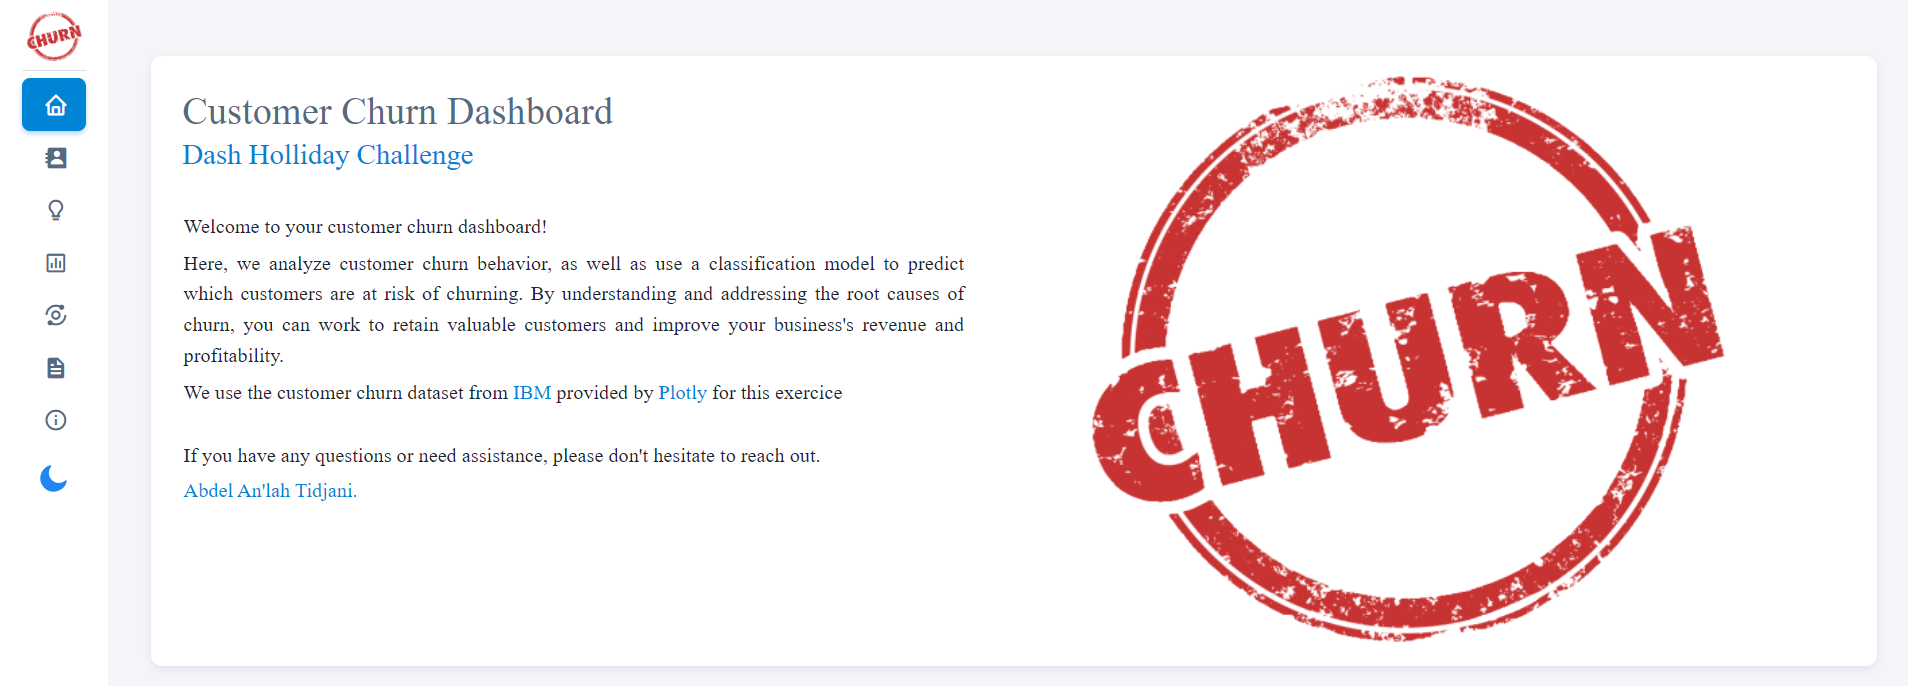 CHURN
Customer Churn Dashboard
Dash Holliday Challenge
Welcome to your customer churn dashboard!
Here, we analyze customer churn behavior, as well as use a classification model to predict
which customers are at risk of churning. By understanding and addressing the root causes of
churn, you can work to retain valuable customers and improve your business's revenue and
profitability.
We use the customer churn dataset from IBM provided by Plotly for this exercice
If you have any questions or need assistance, please don't hesitate to reach out.
Abdel An'lah Tidjani.
CHURN